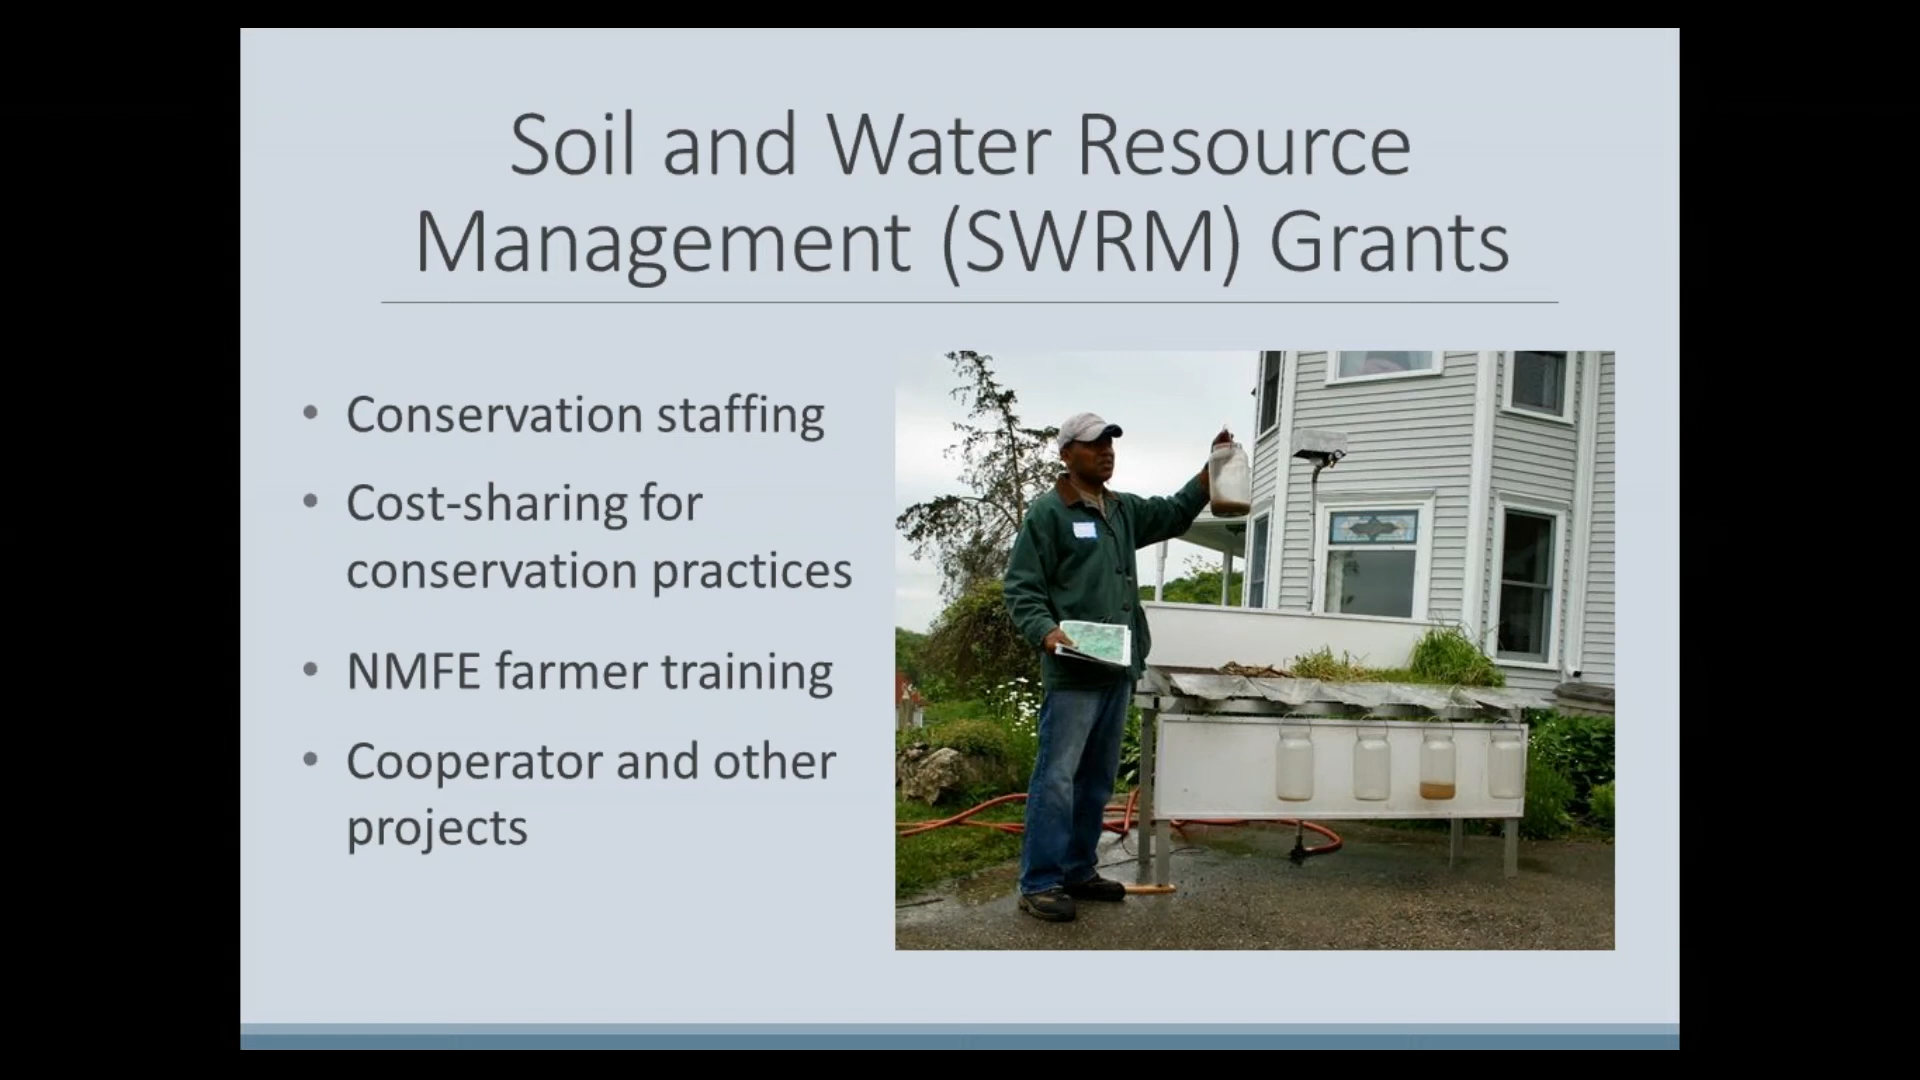 Soil and Water Resource
Management (SWRM) Grants
• Conservation staffing
• Cost-sharing for
conservation practices
• NMFE farmer training
• Cooperator and other
projects